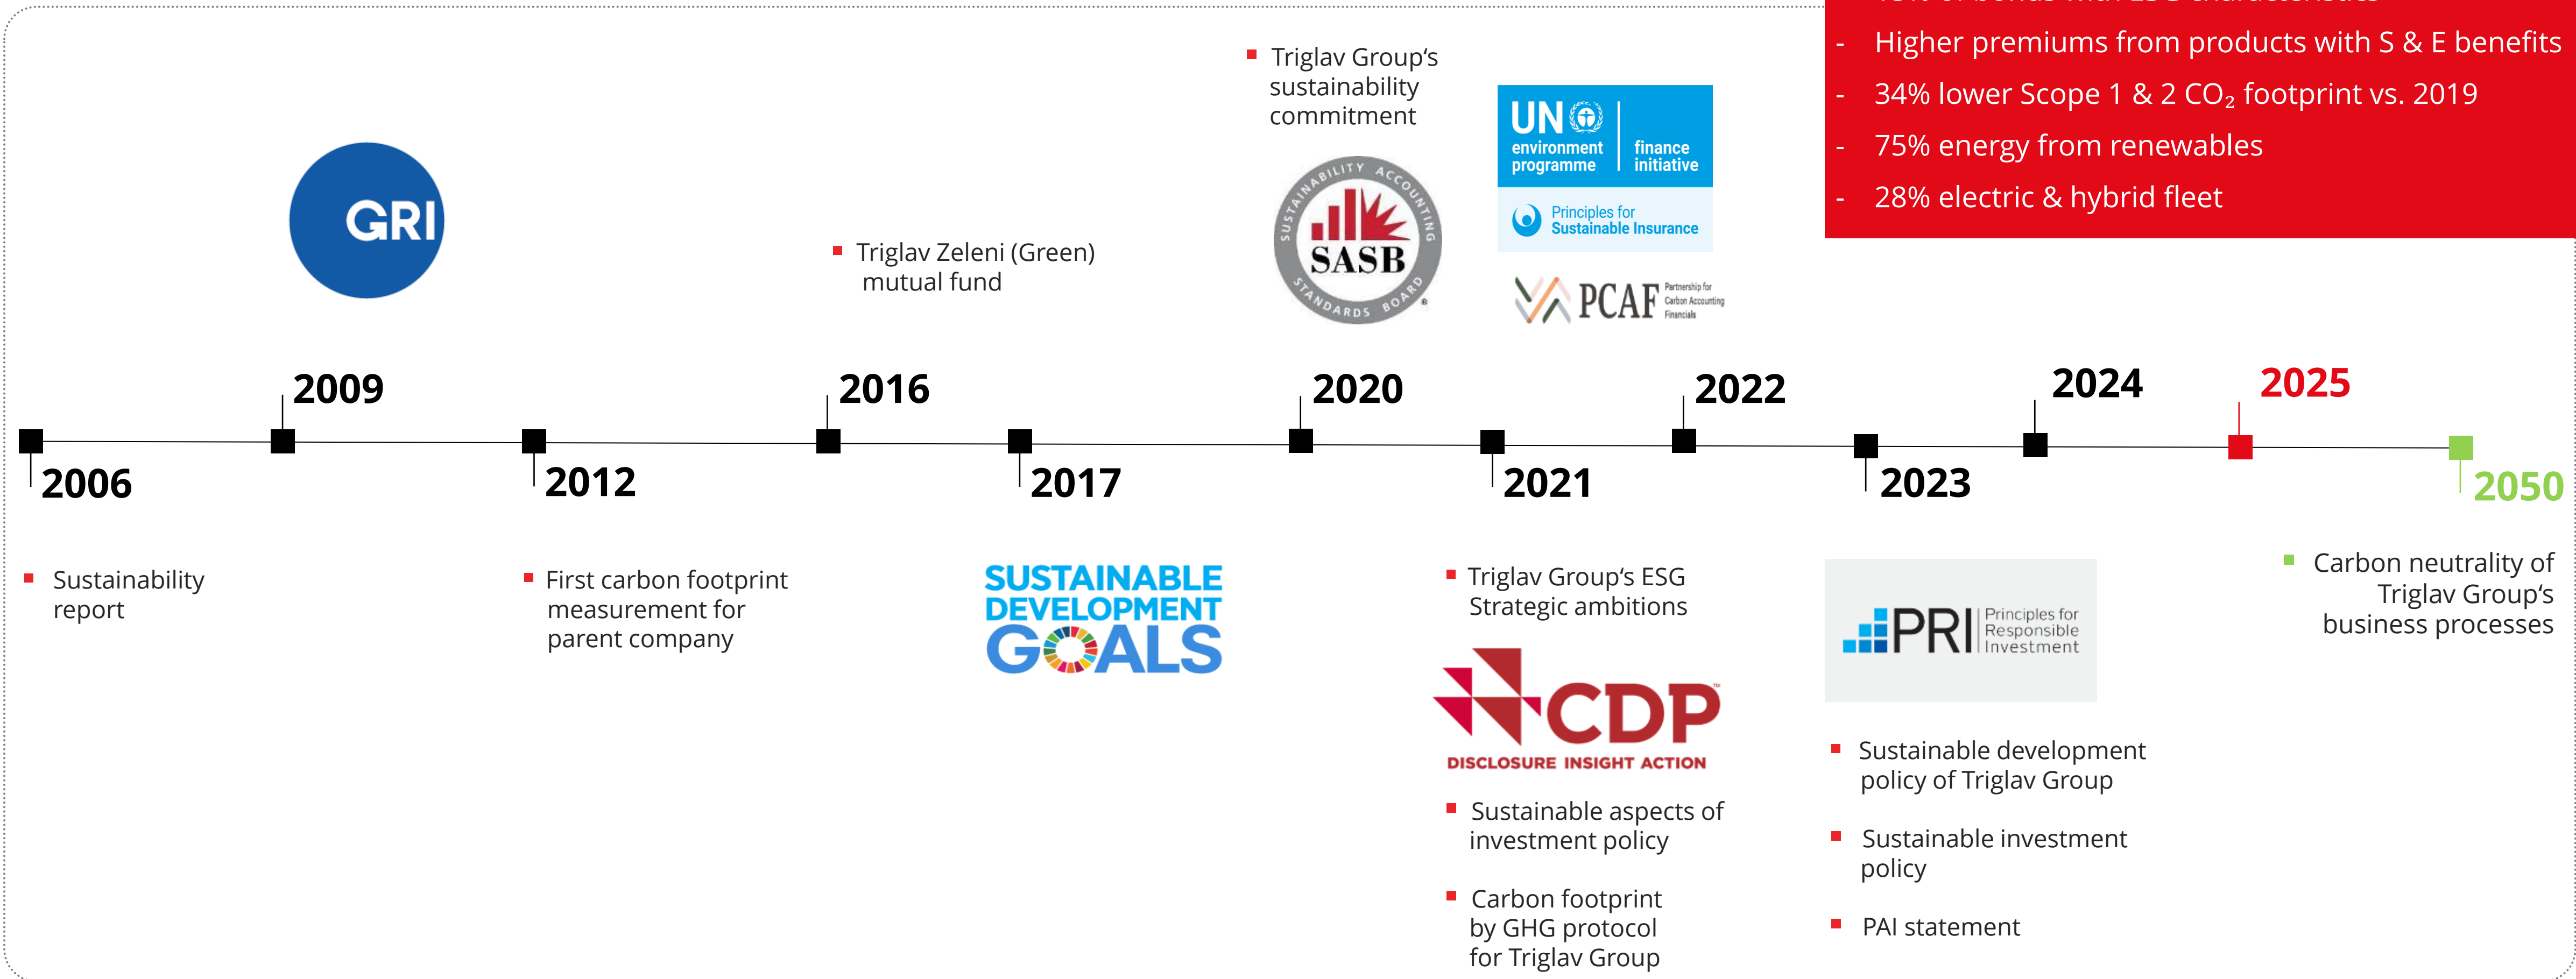 - Higher premiums from products with S & E benefits
- 34% lower Scope 1 & 2 CO₂ footprint vs. 2019
- 75% energy from renewables
- 28% electric & hybrid fleet
GRI
Triglav Zeleni (Green)
mutual fund
Triglav Group‘s
sustainability
commitment
SUSTAINABILITY ACCOUNTING
SASB
STANDARDS BOARD ®
UN
environment
programme
finance
initiative
Principles for
Sustainable Insurance
PCAF
Partnership for
Carbon Accounting
Financials
2009
2016
2020
2022
2024
2025
2006
2012
2017
2021
2023
2050
Sustainability
report
First carbon footprint
measurement for
parent company
SUSTAINABLE
DEVELOPMENT
GOALS
Triglav Group‘s ESG
Strategic ambitions
CDP™
DISCLOSURE INSIGHT ACTION
Sustainable aspects of
investment policy
Carbon footprint
by GHG protocol
for Triglav Group
PRI
Principles for
Responsible
Investment
Sustainable development
policy of Triglav Group
Sustainable investment
policy
PAI statement
Carbon neutrality of
Triglav Group‘s
business processes